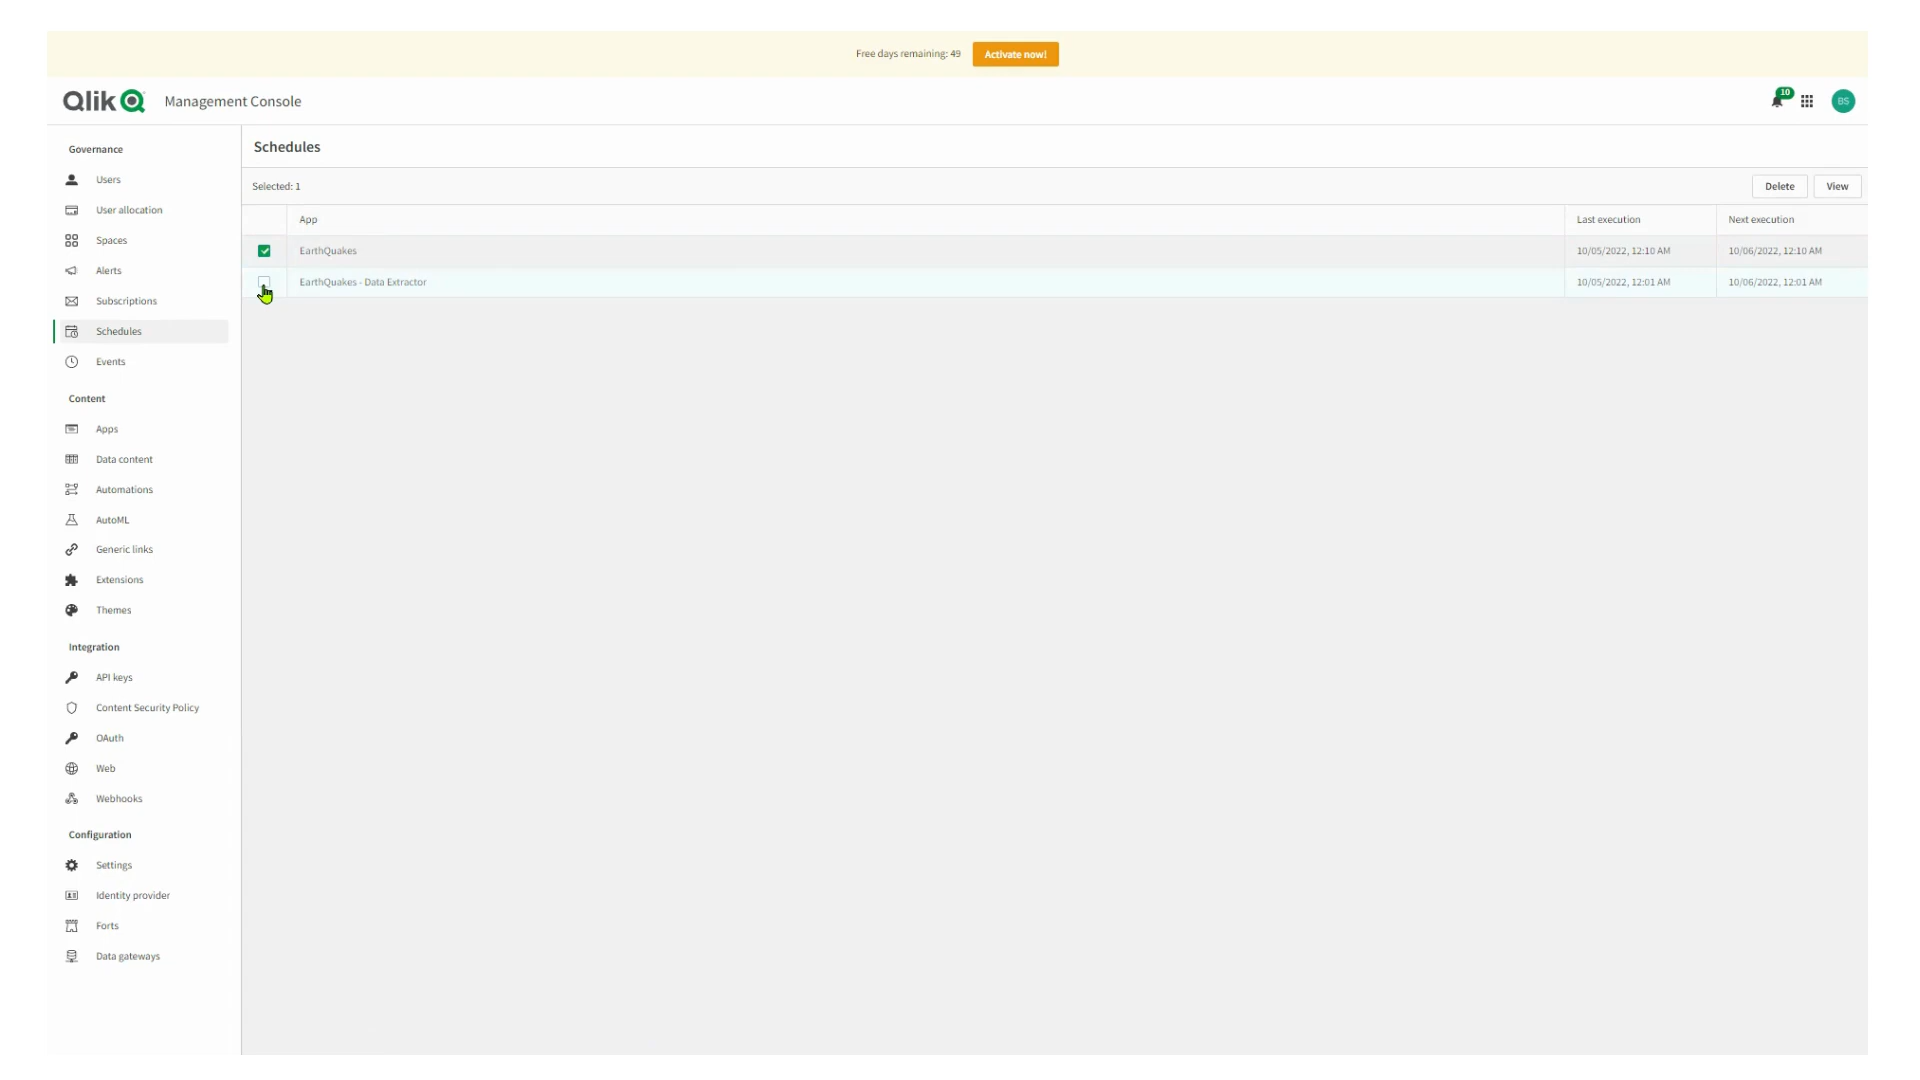 Free days remaining: 49 Activate now!
Qlik Management Console 10 BS
Governance
Users
User allocation
Spaces
Alerts
Subscriptions
Schedules
Events
Content
Apps
Data content
Automations
AutoML
Generic links
Extensions
Themes
Integration
API keys
Content Security Policy
OAuth
Web
Webhooks
Configuration
Settings
Identity provider
Forts
Data gateways
Schedules
Selected: 1 Delete View
App Last execution Next execution
EarthQuakes 10/05/2022, 12:10 AM 10/06/2022, 12:10 AM
EarthQuakes - Data Extractor 10/05/2022, 12:01 AM 10/06/2022, 12:01 AM